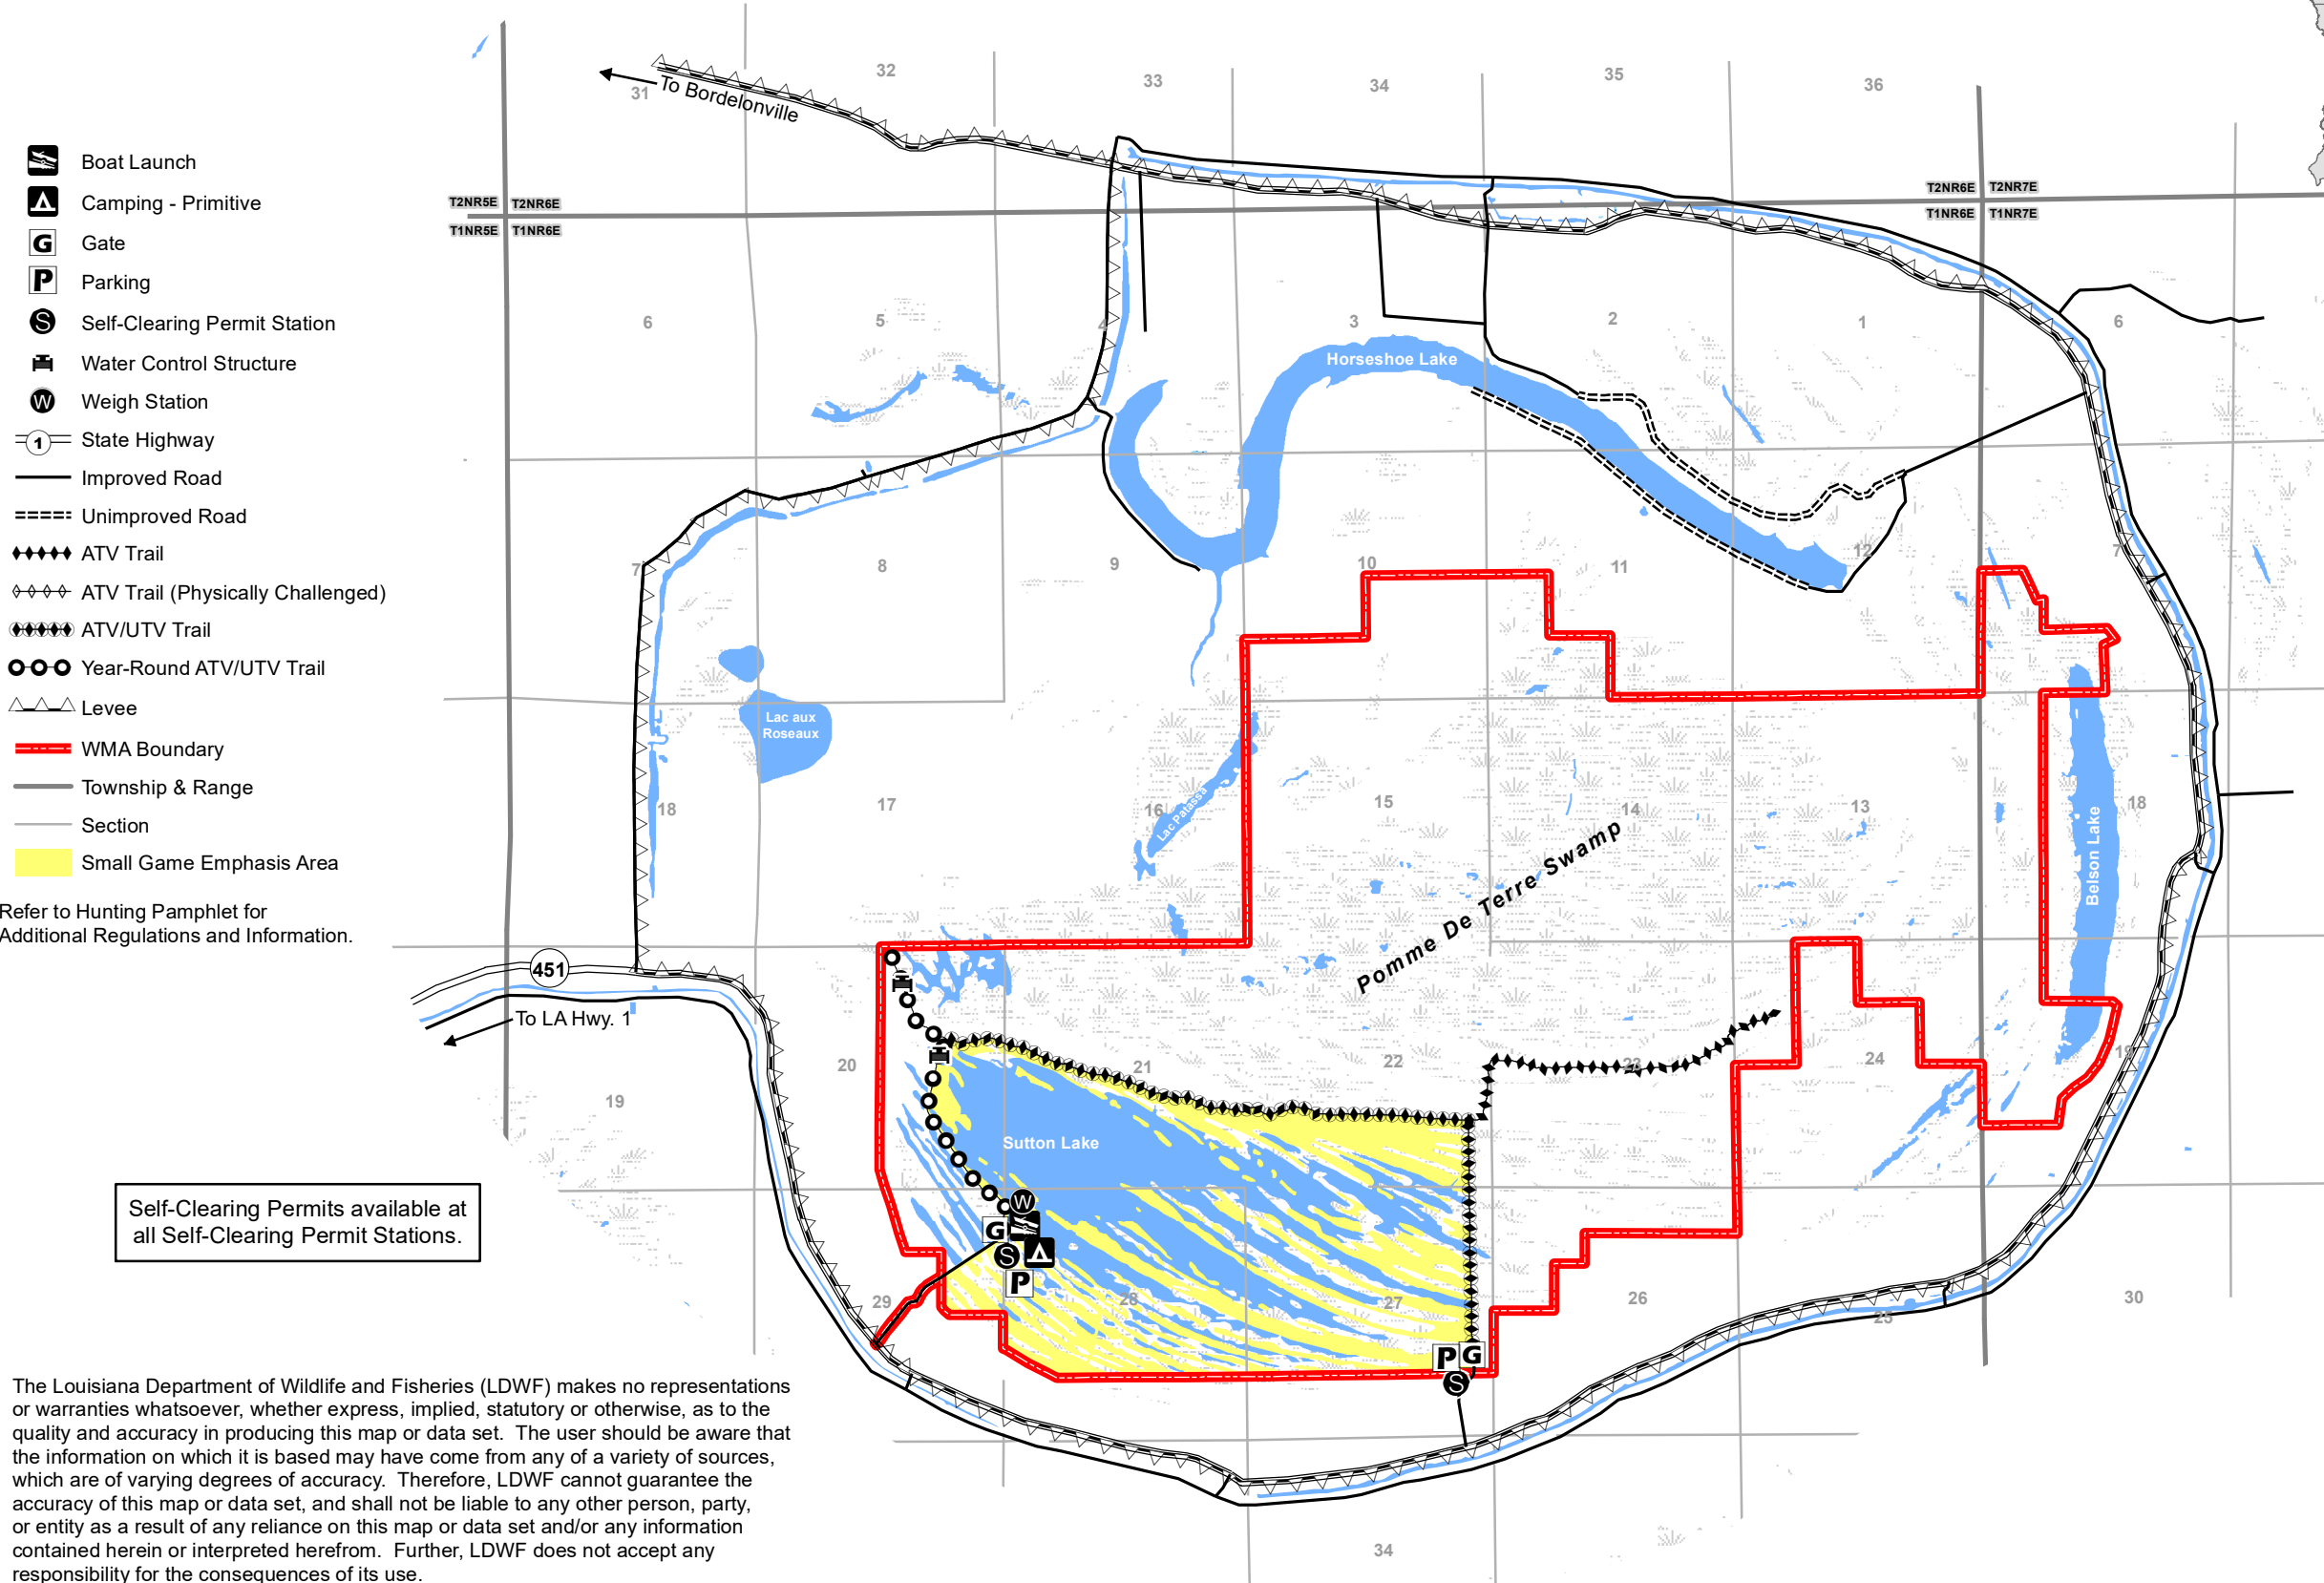 32
33
34
35
36
31
To Bordelonville
Boat Launch
Camping - Primitive
G Gate
P Parking
S Self-Clearing Permit Station
Water Control Structure
W Weigh Station
1 State Highway
Improved Road
Unimproved Road
ATV Trail
ATV Trail (Physically Challenged)
ATV/UTV Trail
Year-Round ATV/UTV Trail
Levee
WMA Boundary
Township & Range
Section
Small Game Emphasis Area
Refer to Hunting Pamphlet for
Additional Regulations and Information.
T2NR5E T2NR6E
T1NR5E T1NR6E
T2NR6E T2NR7E
T1NR6E T1NR7E
6
5
4
3
2
1
6
Horseshoe Lake
7
8
9
10
11
12
7
Lac aux
Roseaux
18
17
16
Lac Patassa
15
14
13
18
Belson Lake
Pomme De Terre Swamp
451
To LA Hwy. 1
19
20
21
22
23
24
19
Sutton Lake
W
G
S
P
29
28
27
26
25
30
P G
S
34
Self-Clearing Permits available at
all Self-Clearing Permit Stations.
The Louisiana Department of Wildlife and Fisheries (LDWF) makes no representations
or warranties whatsoever, whether express, implied, statutory or otherwise, as to the
quality and accuracy in producing this map or data set.  The user should be aware that
the information on which it is based may have come from any of a variety of sources,
which are of varying degrees of accuracy.  Therefore, LDWF cannot guarantee the
accuracy of this map or data set, and shall not be liable to any other person, party,
or entity as a result of any reliance on this map or data set and/or any information
contained herein or interpreted herefrom.  Further, LDWF does not accept any
responsibility for the consequences of its use.